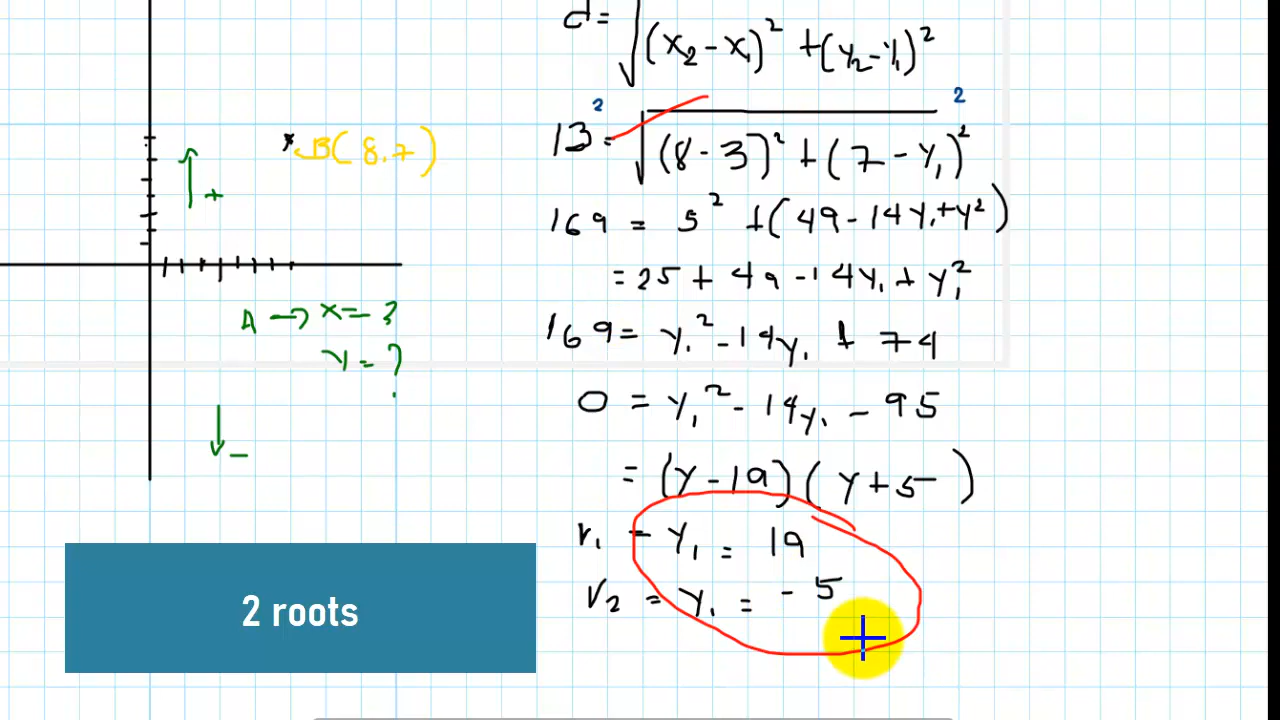 d = √(x₂ - x₁)² + (y₂ - y₁)²
13² = √(8 - 3)² + (7 - y₁)² ²
169 = 5² + (49 - 14y₁ + y²)
= 25 + 49 - 14y₁ + y₁²
169 = y₁² - 14y₁ + 74
0 = y₁² - 14y₁ - 95
= (y - 19)(y + 5)
r₁ = y₁ = 19
r₂ = y₁ = - 5
B(8.7)
+
A → x = ?
y = ?
-
2 roots